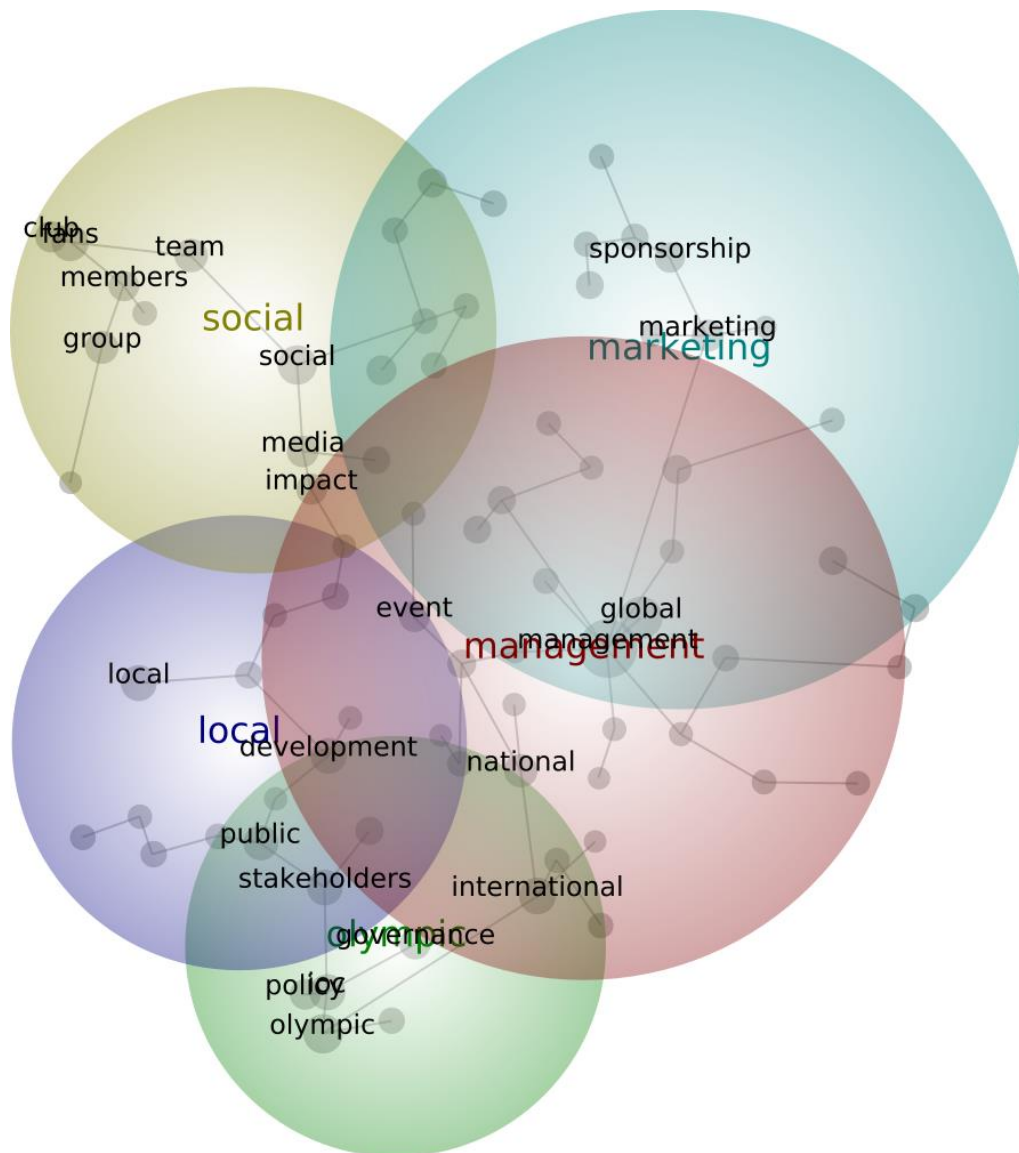 club
fans
team
members
social
group
social
media
impact
sponsorship
marketing
marketing
event
global
management
management
local
local
development
national
public
stakeholders
international
olympic
governance
policy
ioc
olympic